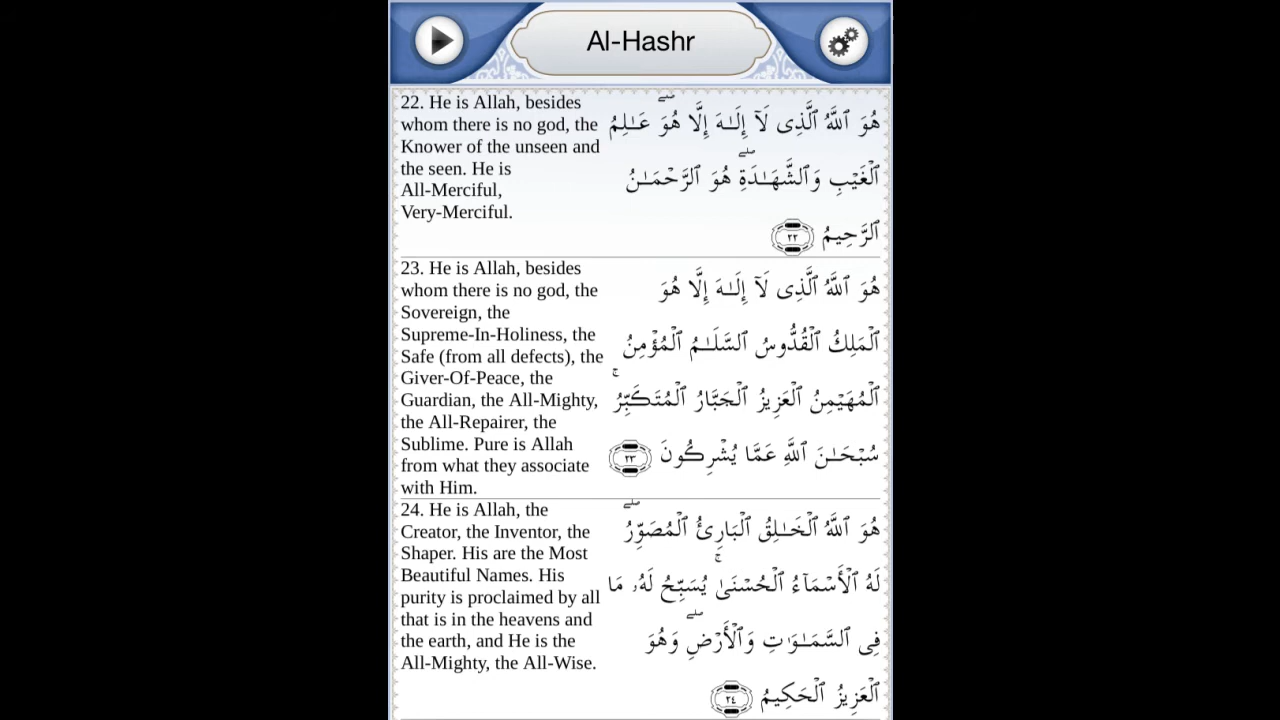 Al-Hashr
22. He is Allah, besides
whom there is no god, the
Knower of the unseen and
the seen. He is
All-Merciful,
Very-Merciful.
هُوَ ٱللَّهُ ٱلَّذِى لَآ إِلَـٰهَ إِلَّا هُوَ ۖ عَـٰلِمُ
ٱلْغَيْبِ وَٱلشَّهَـٰدَةِ ۖ هُوَ ٱلرَّحْمَـٰنُ
ٱلرَّحِيمُ ٢٢
23. He is Allah, besides
whom there is no god, the
Sovereign, the
Supreme-In-Holiness, the
Safe (from all defects), the
Giver-Of-Peace, the
Guardian, the All-Mighty,
the All-Repairer, the
Sublime. Pure is Allah
from what they associate
with Him.
هُوَ ٱللَّهُ ٱلَّذِى لَآ إِلَـٰهَ إِلَّا هُوَ
ٱلْمَلِكُ ٱلْقُدُّوسُ ٱلسَّلَـٰمُ ٱلْمُؤْمِنُ
ٱلْمُهَيْمِنُ ٱلْعَزِيزُ ٱلْجَبَّارُ ٱلْمُتَكَبِّرُ ۚ
سُبْحَـٰنَ ٱللَّهِ عَمَّا يُشْرِكُونَ ٢٣
24. He is Allah, the
Creator, the Inventor, the
Shaper. His are the Most
Beautiful Names. His
purity is proclaimed by all
that is in the heavens and
the earth, and He is the
All-Mighty, the All-Wise.
هُوَ ٱللَّهُ ٱلْخَـٰلِقُ ٱلْبَارِئُ ٱلْمُصَوِّرُ ۖ
لَهُ ٱلْأَسْمَآءُ ٱلْحُسْنَىٰ ۚ يُسَبِّحُ لَهُۥ مَا
فِى ٱلسَّمَـٰوَٰتِ وَٱلْأَرْضِ ۖ وَهُوَ
ٱلْعَزِيزُ ٱلْحَكِيمُ ٢٤